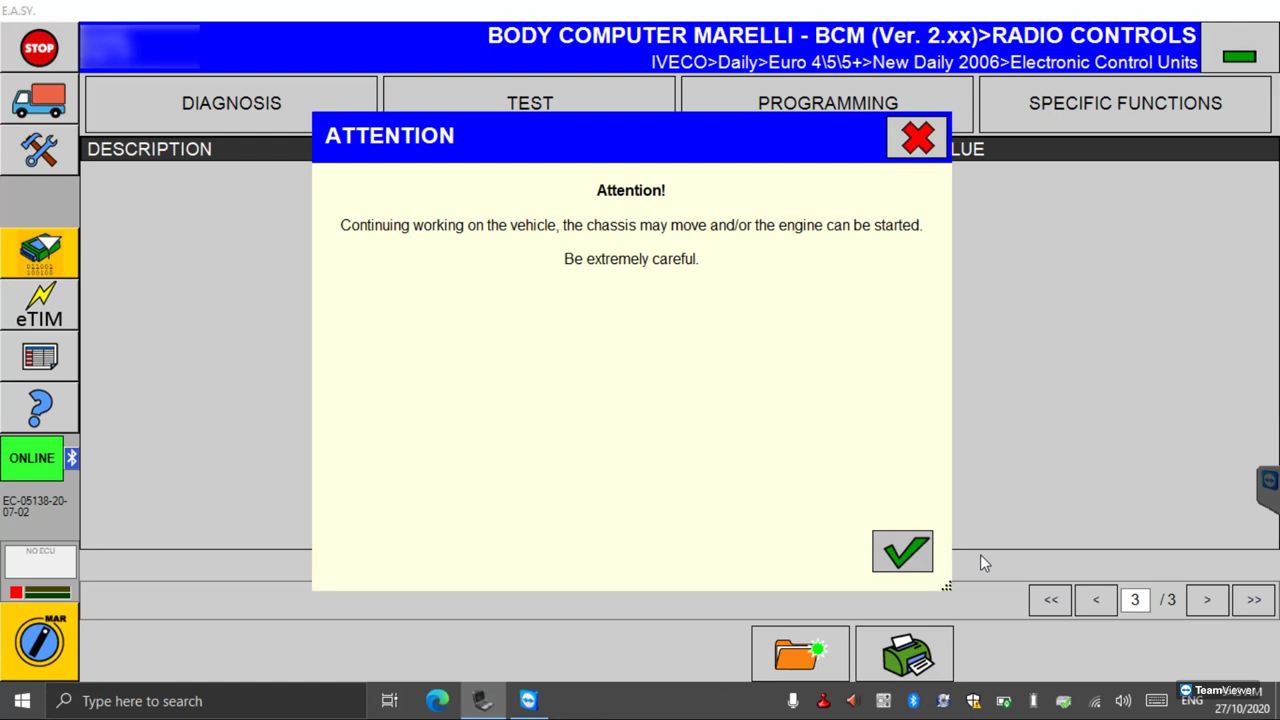 E.A.SY.
STOP
BODY COMPUTER MARELLI - BCM (Ver. 2.xx)>RADIO CONTROLS
IVECO>Daily>Euro 4\5\5+>New Daily 2006>Electronic Control Units
DIAGNOSIS
TEST
PROGRAMMING
SPECIFIC FUNCTIONS
DESCRIPTION
LUE
ATTENTION
Attention!
Continuing working on the vehicle, the chassis may move and/or the engine can be started.
Be extremely careful.
011001
100100
eTIM
?
ONLINE
EC-05138-20-
07-02
NO ECU
<<
<
3
/ 3
>
>>
MAR
Type here to search
ENG
TeamViewer
27/10/2020